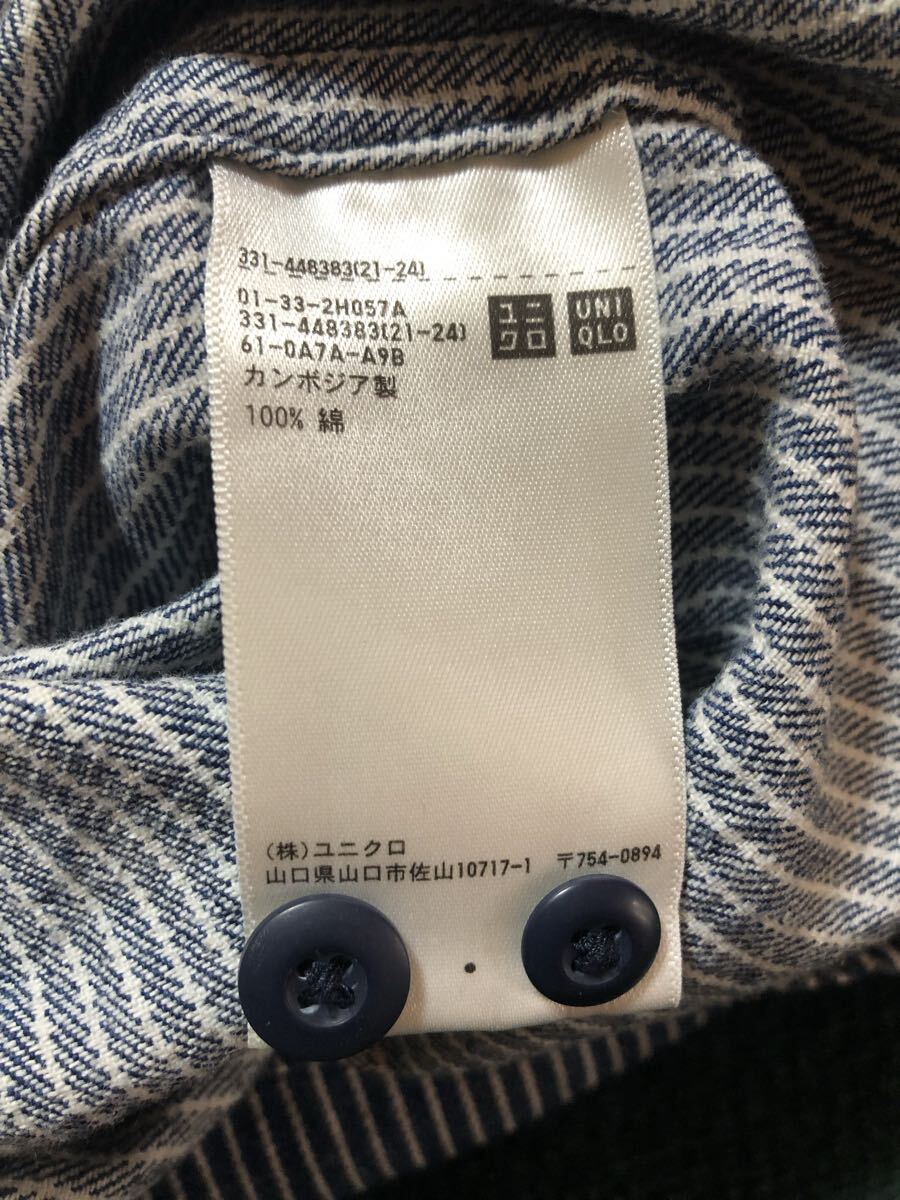 331-448383(21-24)
01-33-2H057A
331-448383(21-24)
61-0A7A-A9B
カンボジア製
100% 綿
ユニ
クロ
UNI
QLO
(株)ユニクロ
山口県山口市佐山10717-1 〒754-0894